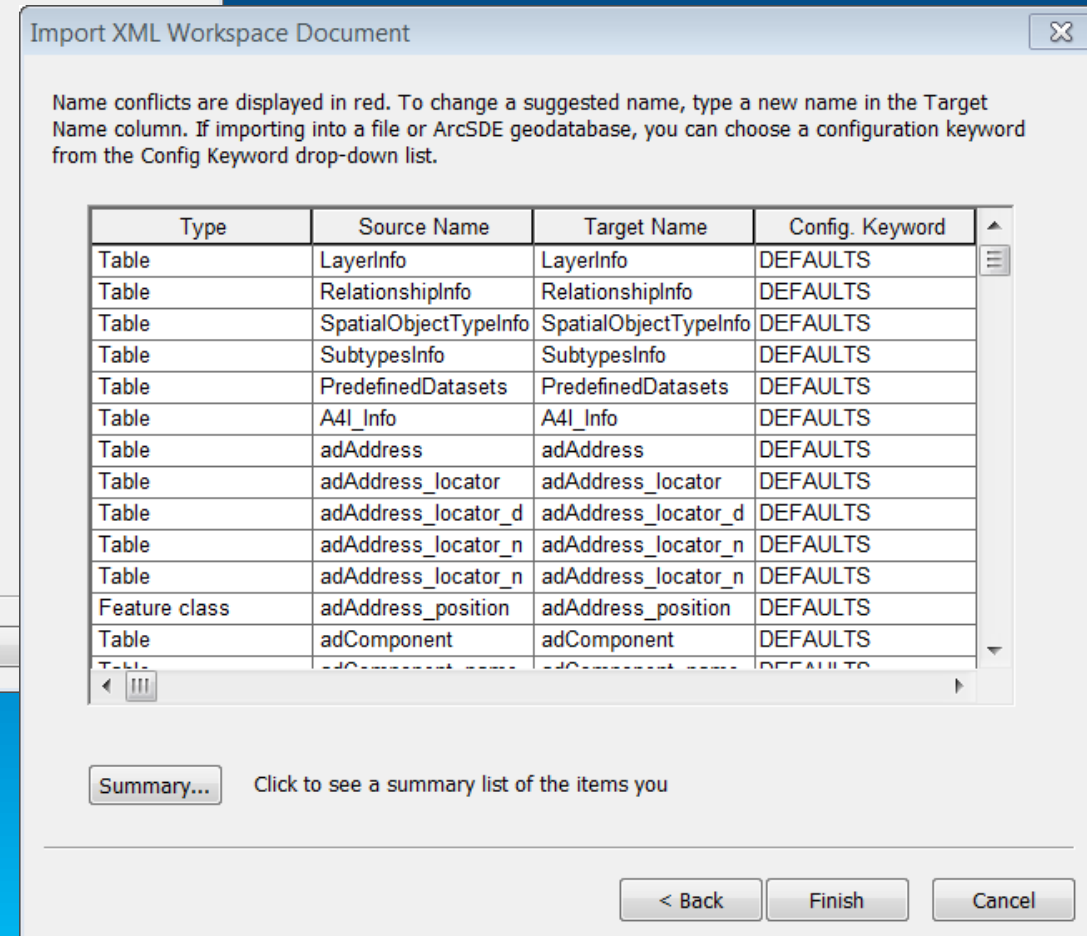 Import XML Workspace Document
Name conflicts are displayed in red. To change a suggested name, type a new name in the Target
Name column. If importing into a file or ArcSDE geodatabase, you can choose a configuration keyword
from the Config Keyword drop-down list.
Type Source Name Target Name Config. Keyword
Table LayerInfo LayerInfo DEFAULTS
Table RelationshipInfo RelationshipInfo DEFAULTS
Table SpatialObjectTypeInfo SpatialObjectTypeInfo DEFAULTS
Table SubtypesInfo SubtypesInfo DEFAULTS
Table PredefinedDatasets PredefinedDatasets DEFAULTS
Table A4I_Info A4I_Info DEFAULTS
Table adAddress adAddress DEFAULTS
Table adAddress_locator adAddress_locator DEFAULTS
Table adAddress_locator_d adAddress_locator_d DEFAULTS
Table adAddress_locator_n adAddress_locator_n DEFAULTS
Table adAddress_locator_n adAddress_locator_n DEFAULTS
Feature class adAddress_position adAddress_position DEFAULTS
Table adComponent adComponent DEFAULTS
Table adComponent_name adComponent_name DEFAULTS
Summary... Click to see a summary list of the items you
< Back Finish Cancel